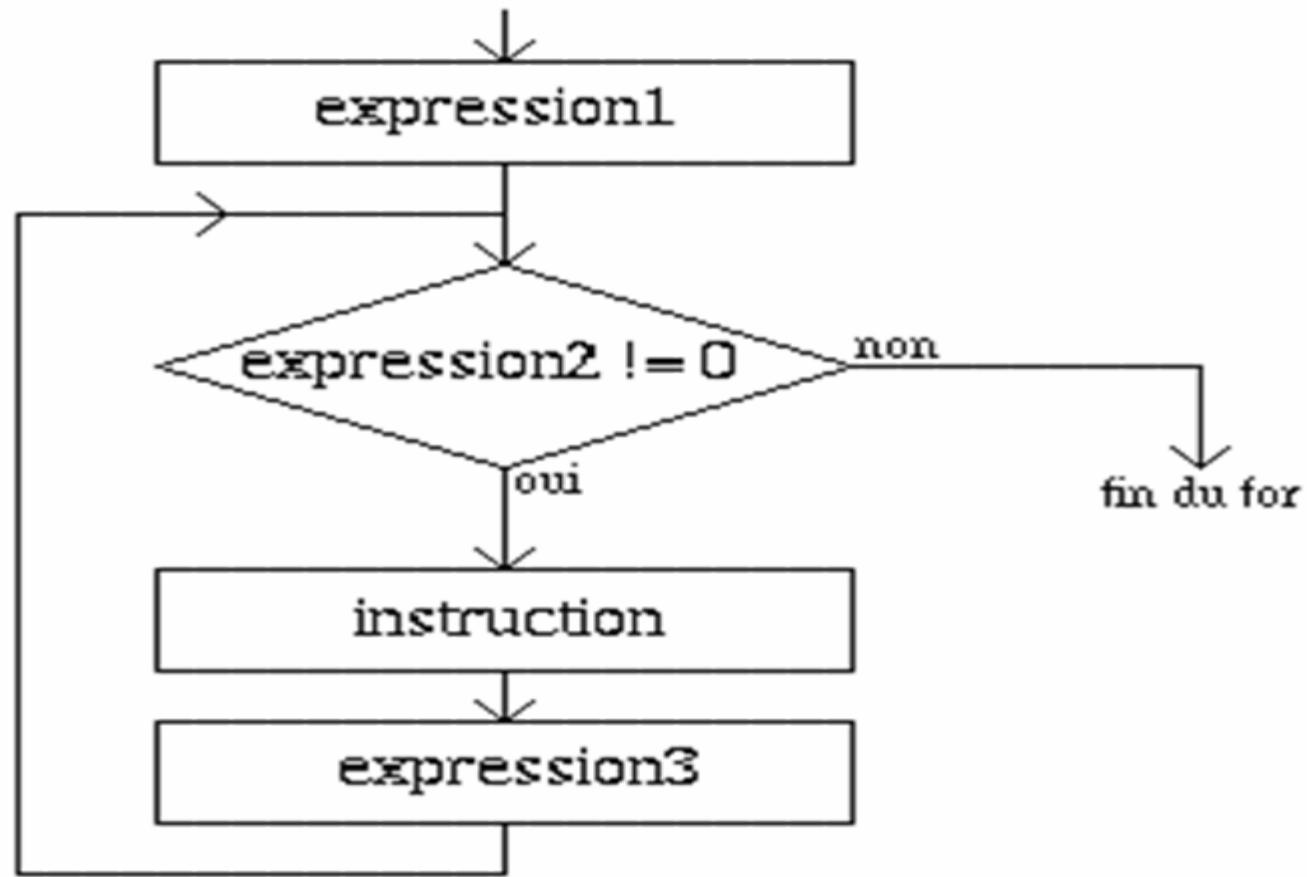 expression1
expression2 != 0
non
oui
fin du for
instruction
expression3